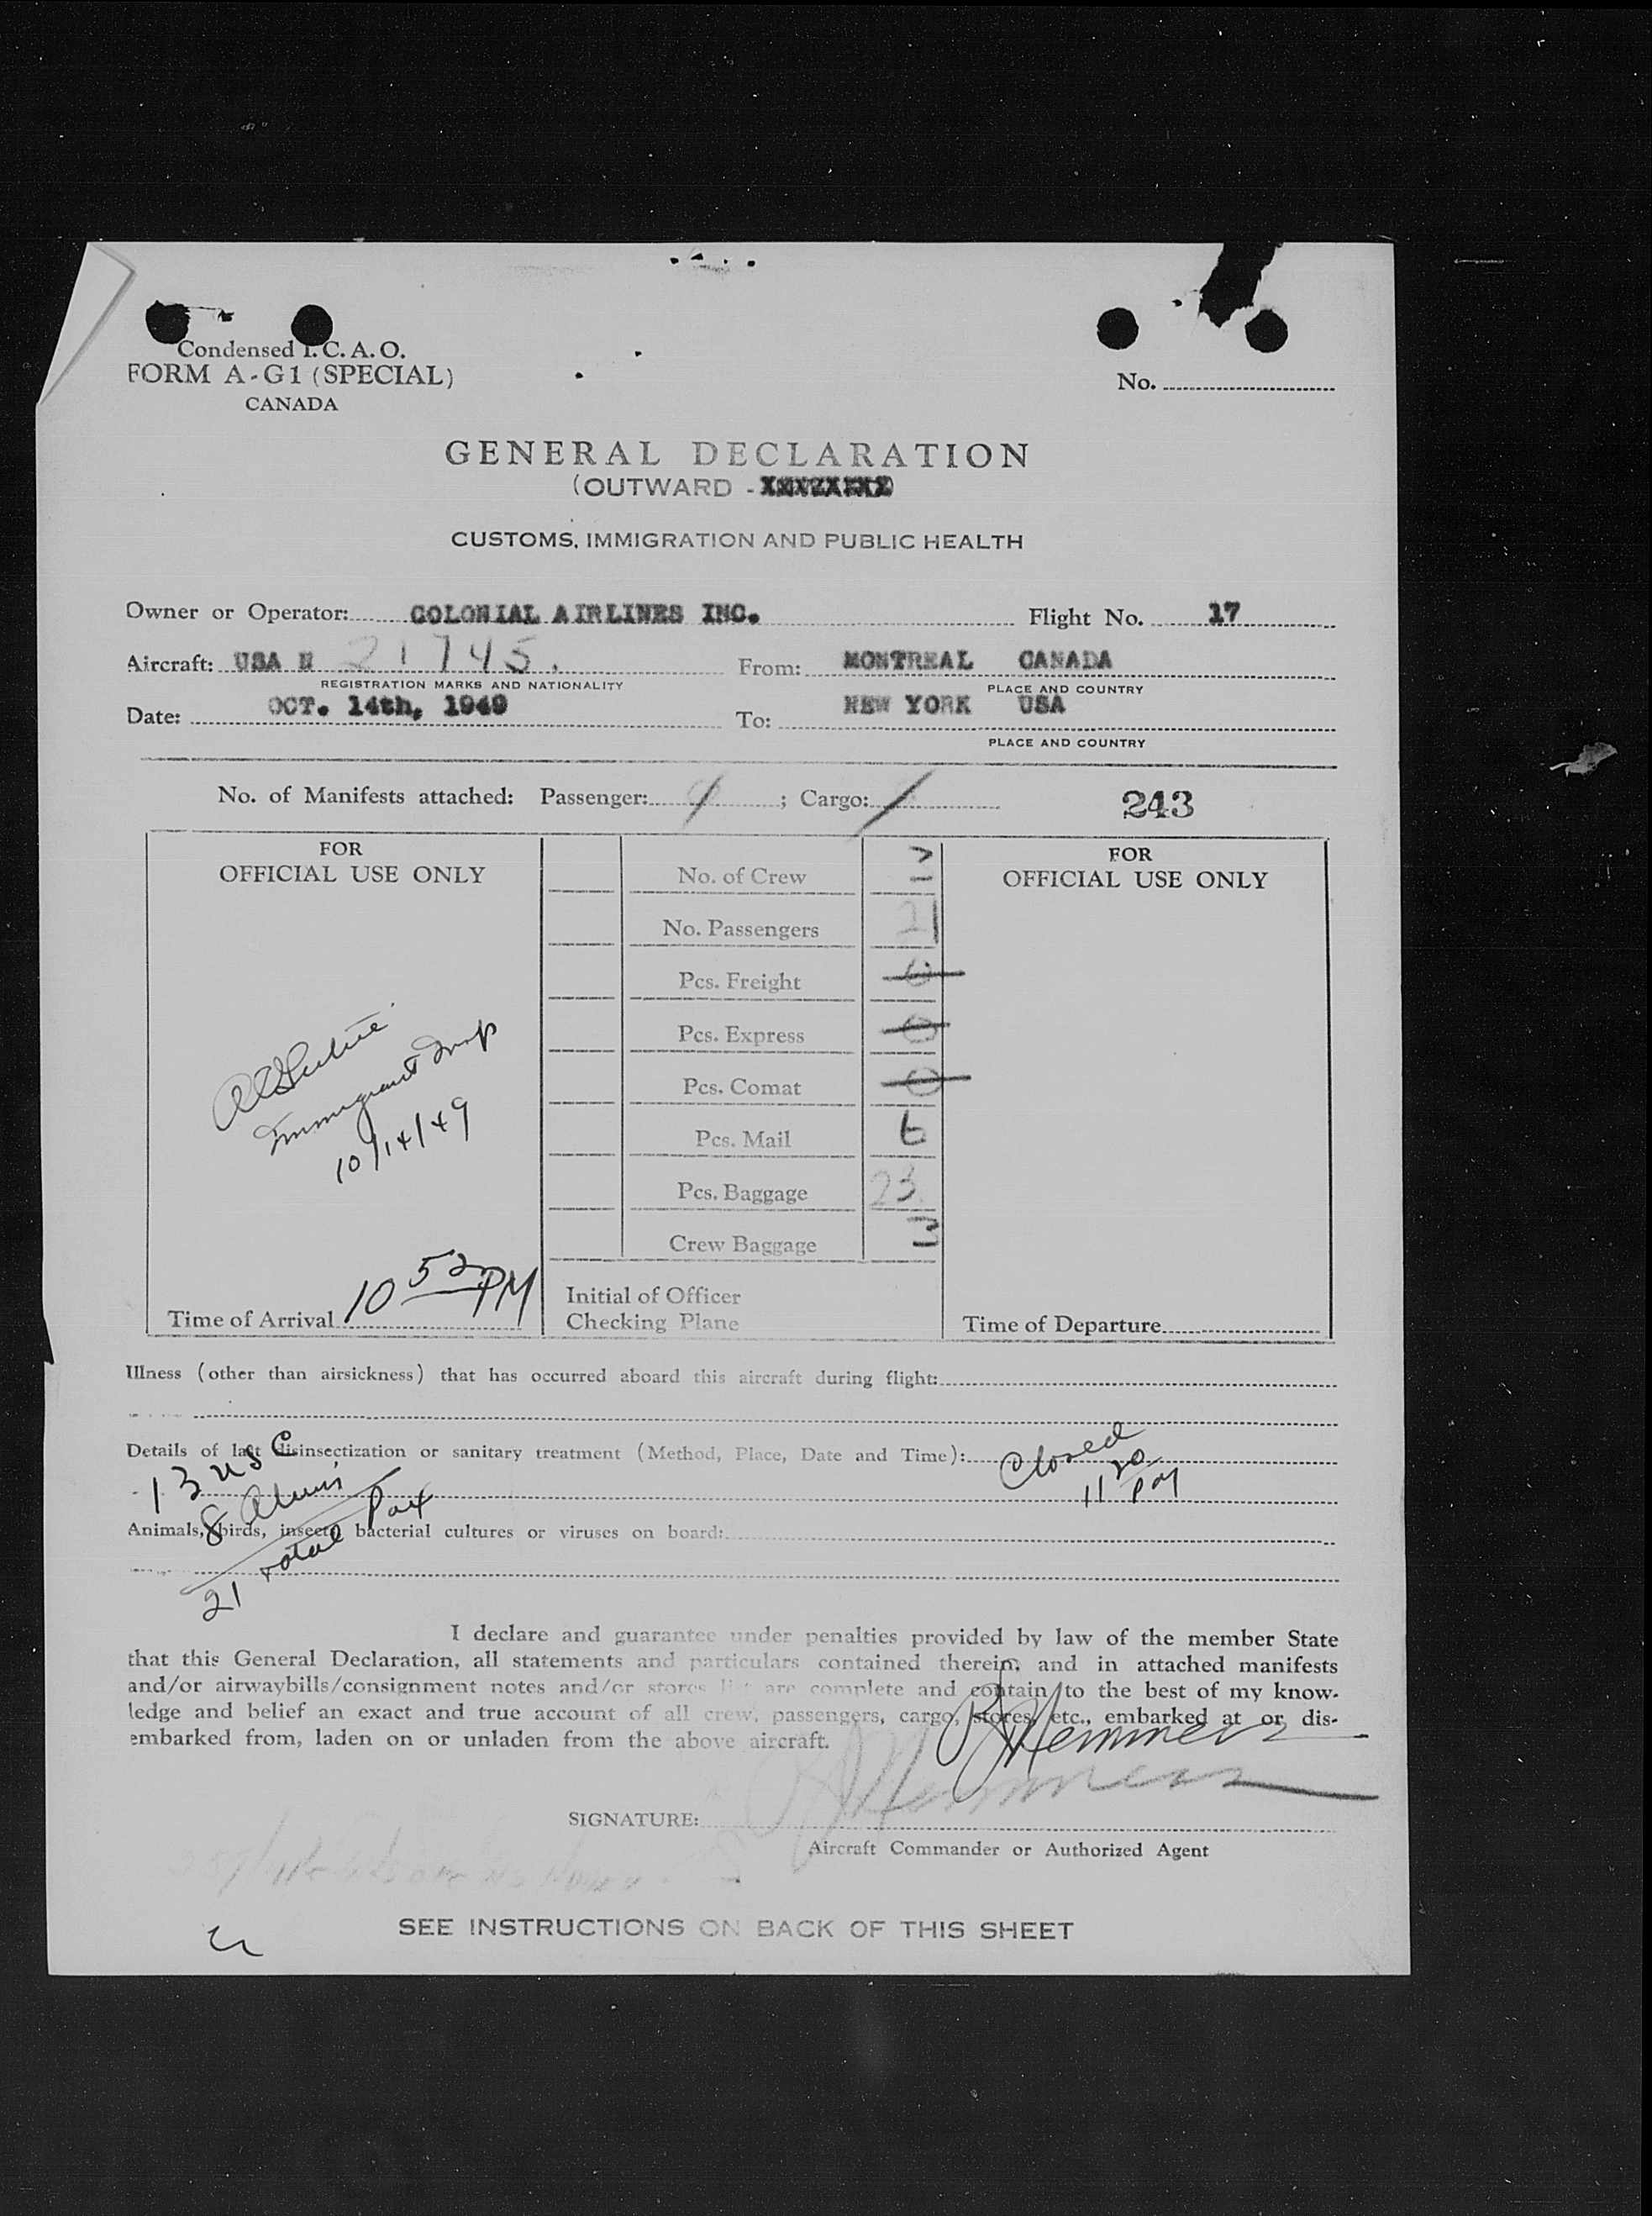 Condensed I.C.A.O.
FORM A-G1 (SPECIAL)
CANADA
No.
GENERAL DECLARATION
(OUTWARD -
CUSTOMS, IMMIGRATION AND PUBLIC HEALTH
Owner or Operator: COLONIAL AIRLINES INC. Flight No. 17
Aircraft: USA N 21745. From: MONTREAL CANADA
REGISTRATION MARKS AND NATIONALITY PLACE AND COUNTRY
Date: OCT. 14th, 1949 To: NEW YORK USA
PLACE AND COUNTRY
No. of Manifests attached: Passenger: ; Cargo: 243
FOR
OFFICIAL USE ONLY
Immigrant Insp
10/14/49
Time of Arrival 10 52 PM
No. of Crew
No. Passengers 21
Pcs. Freight 0
Pcs. Express 0
Pcs. Comat 0
Pcs. Mail
Pcs. Baggage 23
Crew Baggage 3
Initial of Officer
Checking Plane
FOR
OFFICIAL USE ONLY
Time of Departure
Illness (other than airsickness) that has occurred aboard this aircraft during flight:
Details of last disinsectization or sanitary treatment (Method, Place, Date and Time): Closed
11 20 PM
13 USC
8 Aliens
Animals, birds, insects, bacterial cultures or viruses on board:
21 total Pax
I declare and guarantee under penalties provided by law of the member State
that this General Declaration, all statements and particulars contained therein, and in attached manifests
and/or airwaybills/consignment notes and/or stores list are complete and contain to the best of my know-
ledge and belief an exact and true account of all crew, passengers, cargo, stores, etc., embarked at or dis-
embarked from, laden on or unladen from the above aircraft.
SIGNATURE:
Aircraft Commander or Authorized Agent
SEE INSTRUCTIONS ON BACK OF THIS SHEET